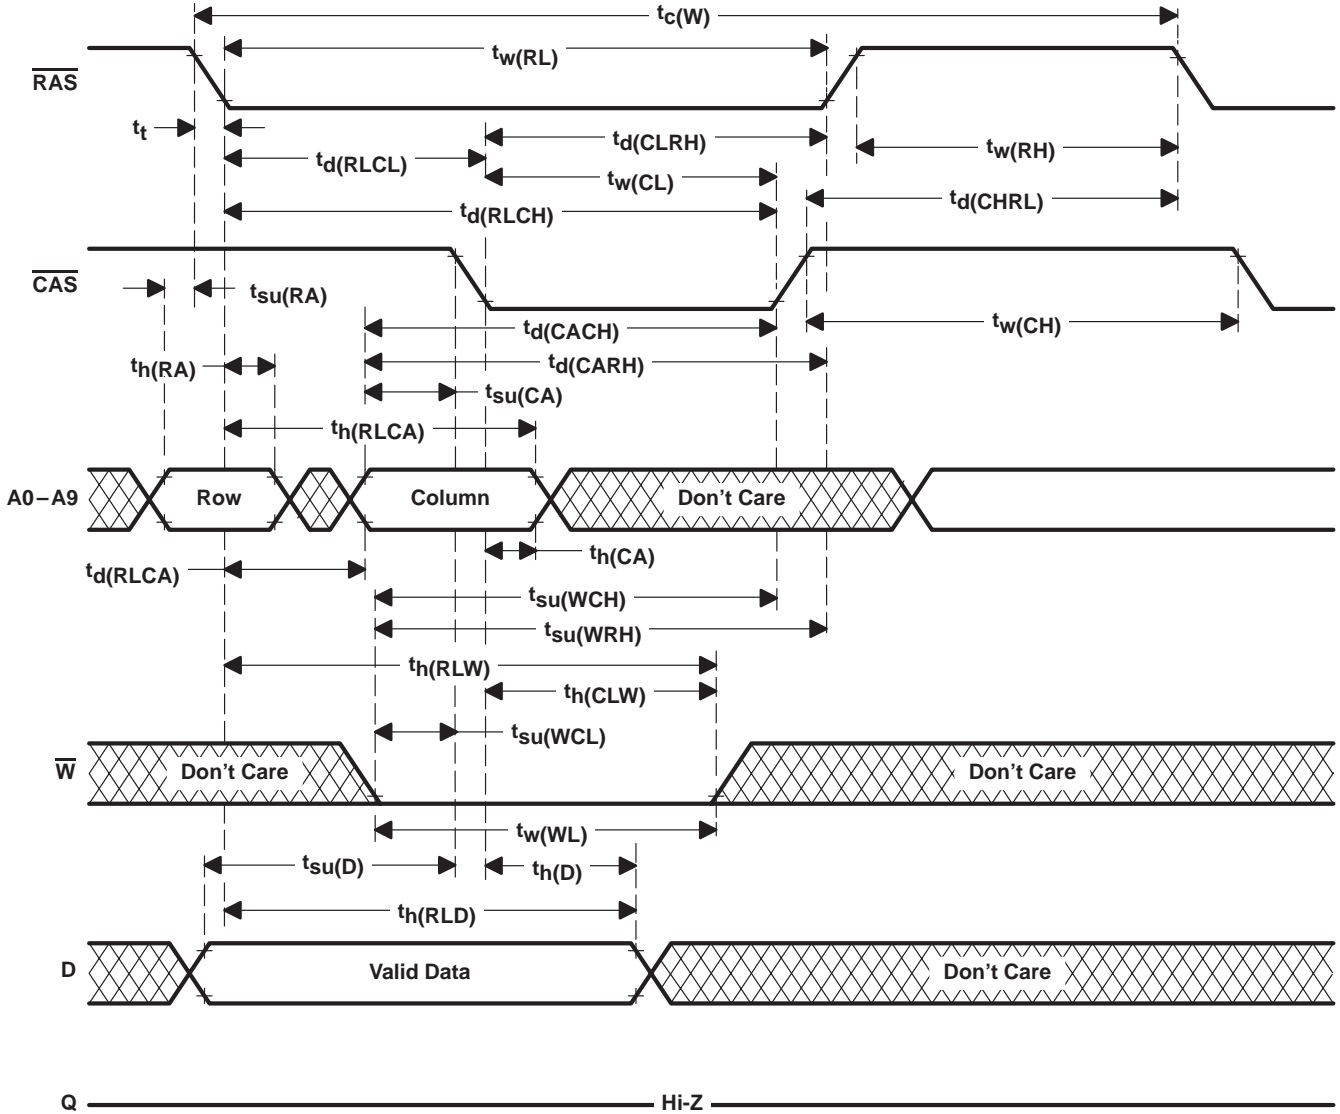 tc(W)
tw(RL)
RAS
tt
td(CLRH)
tw(RH)
td(RLCL)
tw(CL)
td(CHRL)
td(RLCH)
CAS
tsu(RA)
tw(CH)
td(CACH)
th(RA)
td(CARH)
tsu(CA)
th(RLCA)
A0–A9
Row
Column
Don't Care
th(CA)
td(RLCA)
tsu(WCH)
tsu(WRH)
th(RLW)
th(CLW)
tsu(WCL)
W
Don't Care
Don't Care
tw(WL)
tsu(D)
th(D)
th(RLD)
D
Valid Data
Don't Care
Q
Hi-Z